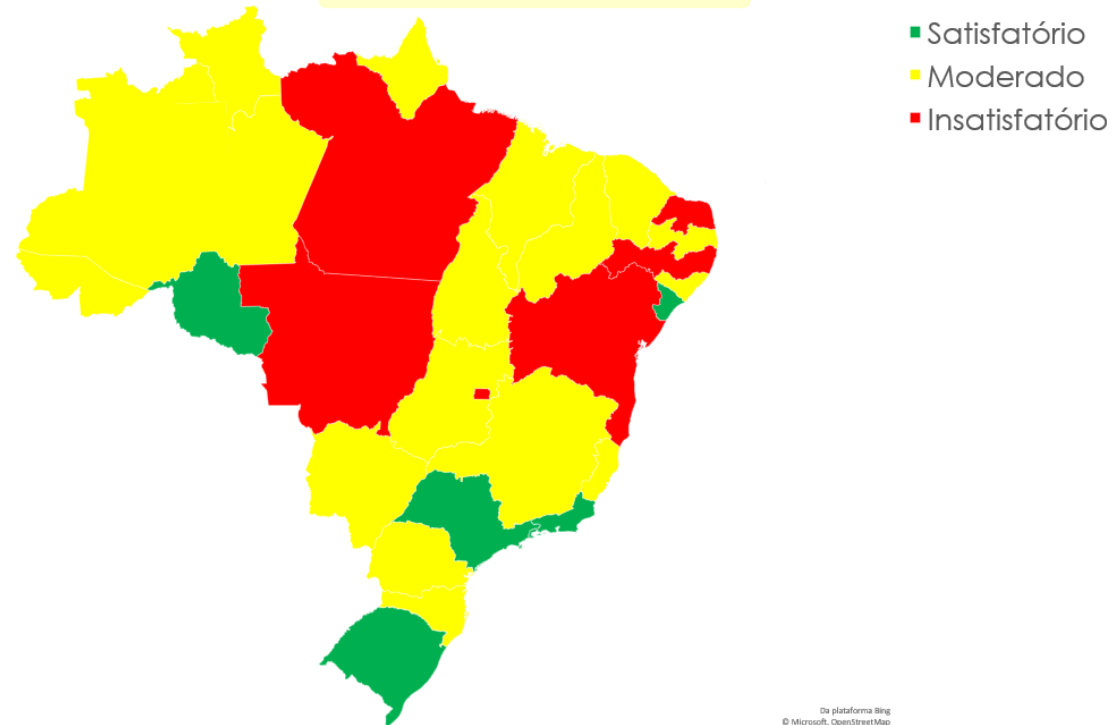 Satisfatório
Moderado
Insatisfatório
Da plataforma Bing
© Microsoft, OpenStreetMap